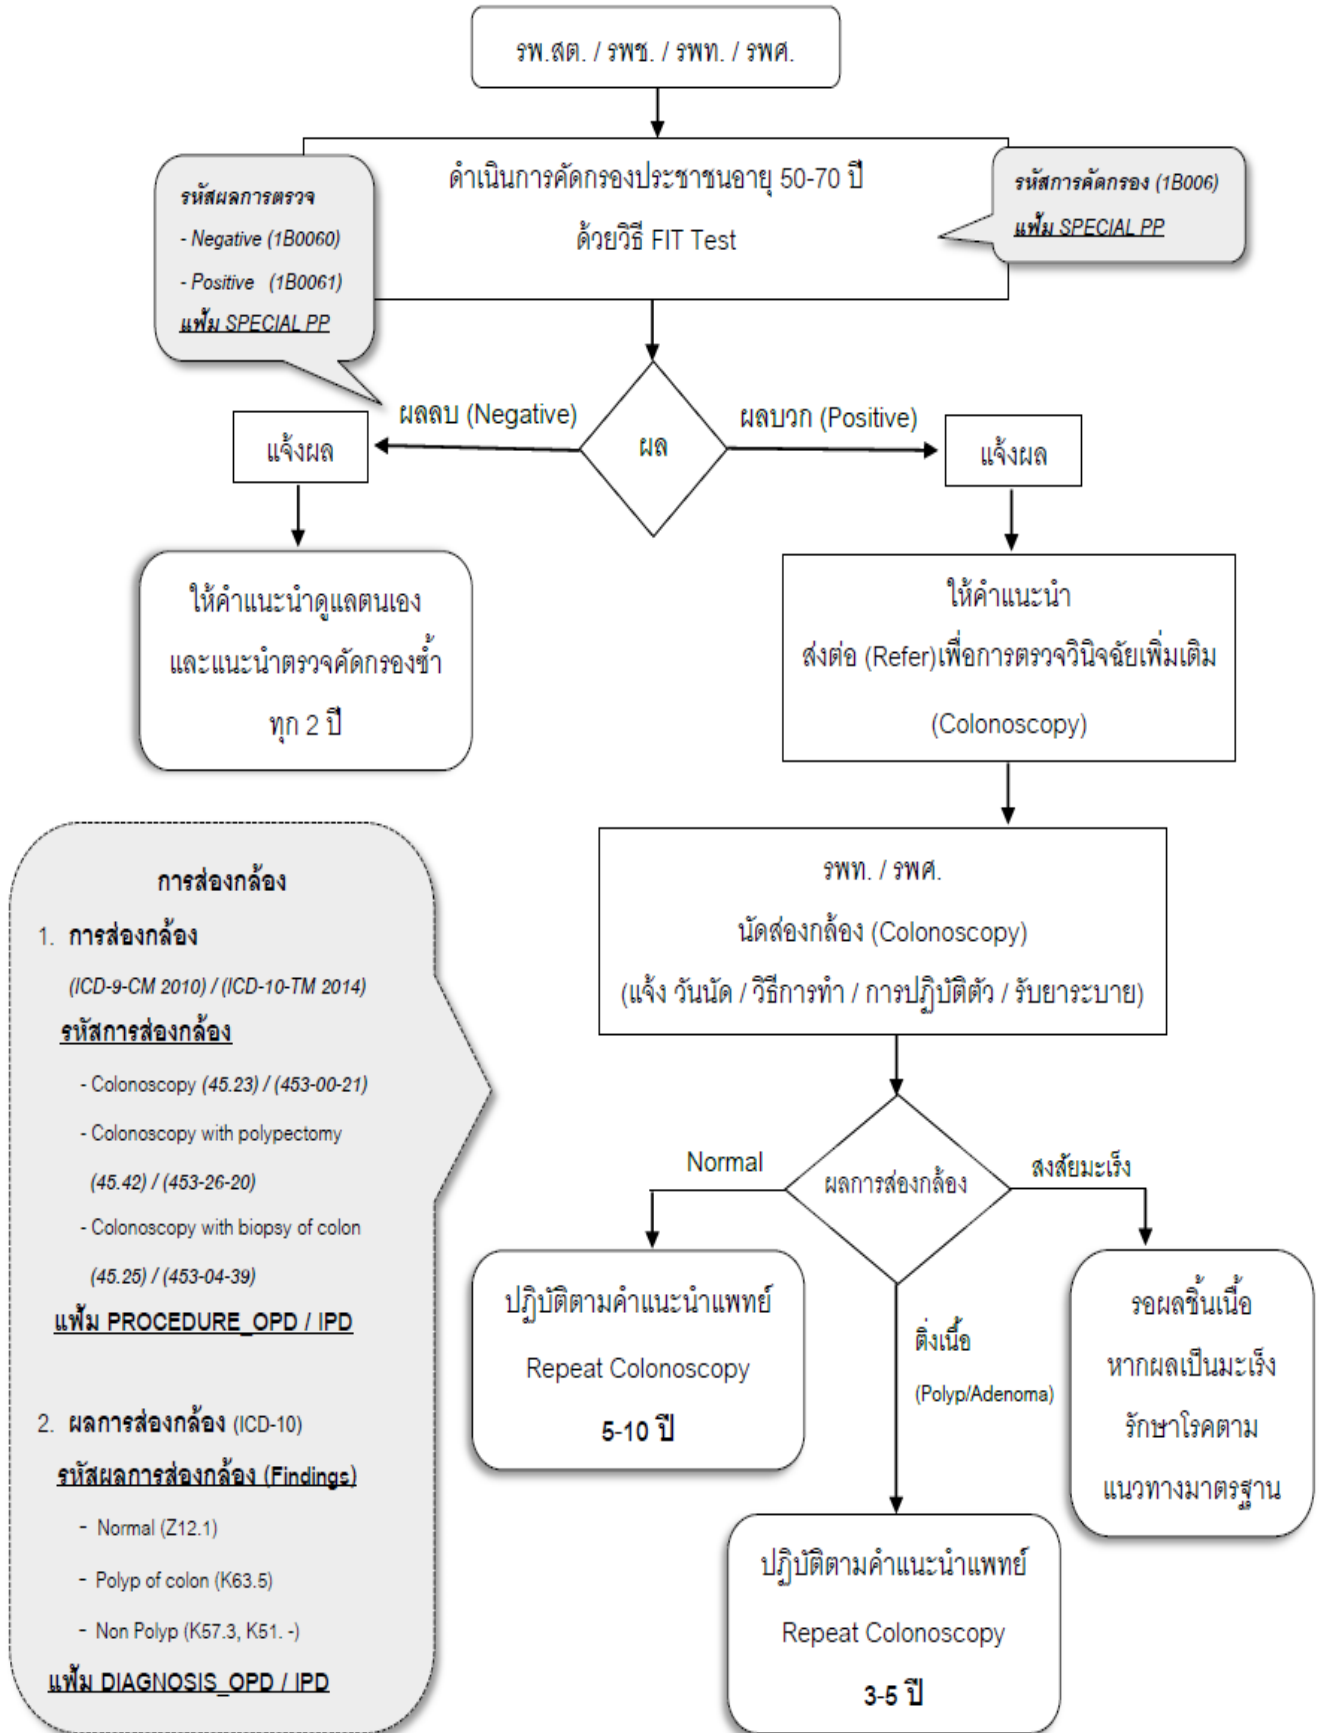 รพ.สต. / รพช. / รพท. / รพศ.
ดำเนินการคัดกรองประชาชนอายุ 50-70 ปี
ด้วยวิธี FIT Test
รหัสผลการตรวจ
- Negative (1B0060)
- Positive (1B0061)
แฟ้ม SPECIAL PP
รหัสการคัดกรอง (1B006)
แฟ้ม SPECIAL PP
ผล
ผลลบ (Negative)
ผลบวก (Positive)
แจ้งผล
แจ้งผล
ให้คำแนะนำดูแลตนเอง
และแนะนำตรวจคัดกรองซ้ำ
ทุก 2 ปี
ให้คำแนะนำ
ส่งต่อ (Refer)เพื่อการตรวจวินิจฉัยเพิ่มเติม
(Colonoscopy)
รพท. / รพศ.
นัดส่องกล้อง (Colonoscopy)
(แจ้ง วันนัด / วิธีการทำ / การปฏิบัติตัว / รับยาระบาย)
ผลการส่องกล้อง
Normal
สงสัยมะเร็ง
ติ่งเนื้อ
(Polyp/Adenoma)
ปฏิบัติตามคำแนะนำแพทย์
Repeat Colonoscopy
5-10 ปี
รอผลชิ้นเนื้อ
หากผลเป็นมะเร็ง
รักษาโรคตาม
แนวทางมาตรฐาน
ปฏิบัติตามคำแนะนำแพทย์
Repeat Colonoscopy
3-5 ปี
การส่องกล้อง
1. การส่องกล้อง
(ICD-9-CM 2010) / (ICD-10-TM 2014)
รหัสการส่องกล้อง
- Colonoscopy (45.23) / (453-00-21)
- Colonoscopy with polypectomy
(45.42) / (453-26-20)
- Colonoscopy with biopsy of colon
(45.25) / (453-04-39)
แฟ้ม PROCEDURE_OPD / IPD
2. ผลการส่องกล้อง (ICD-10)
รหัสผลการส่องกล้อง (Findings)
- Normal (Z12.1)
- Polyp of colon (K63.5)
- Non Polyp (K57.3, K51. -)
แฟ้ม DIAGNOSIS_OPD / IPD